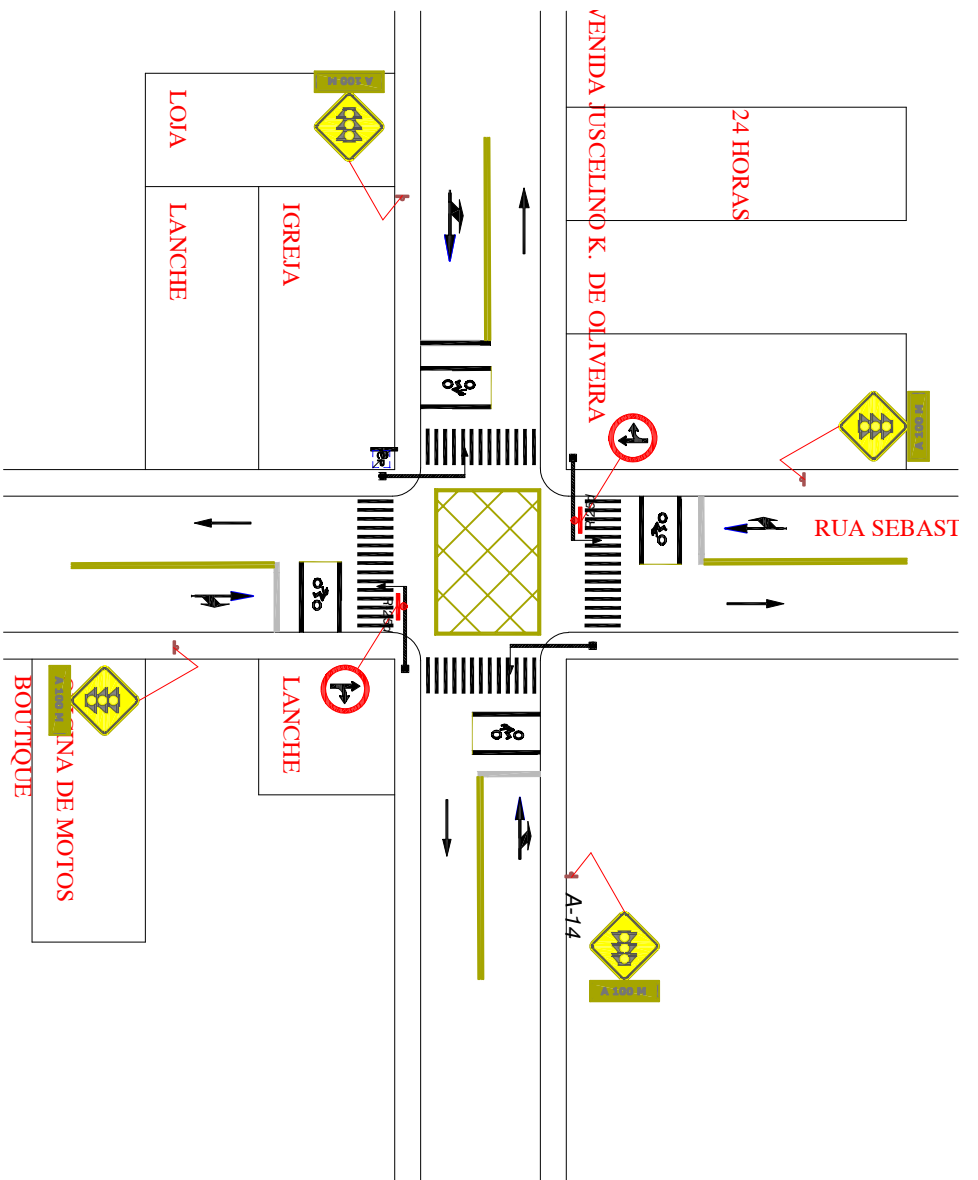 A 100 M
LOJA
LANCHE
IGREJA
VENIDA JUSCELINO K. DE OLIVEIRA
24 HORAS
A 100 M
RUA SEBAST
LANCHE
A 100 M
INA DE MOTOS
BOUTIQUE
A-14
A 100 M